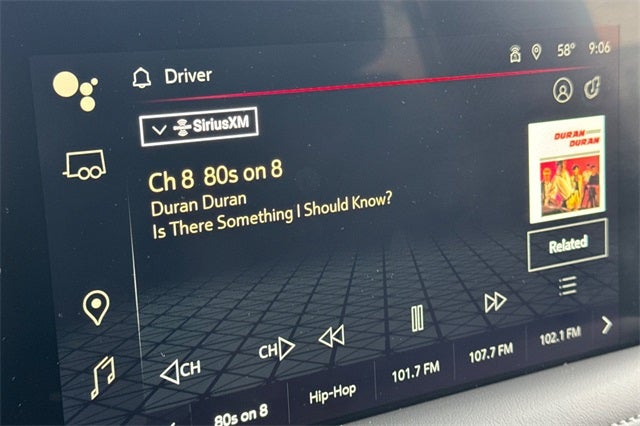 Driver
58° 9:06
SiriusXM
Ch 8 80s on 8
Duran Duran
Is There Something I Should Know?
DURAN
DURAN
Related
CH
CH
80s on 8
Hip-Hop
101.7 FM
107.7 FM
102.1 FM